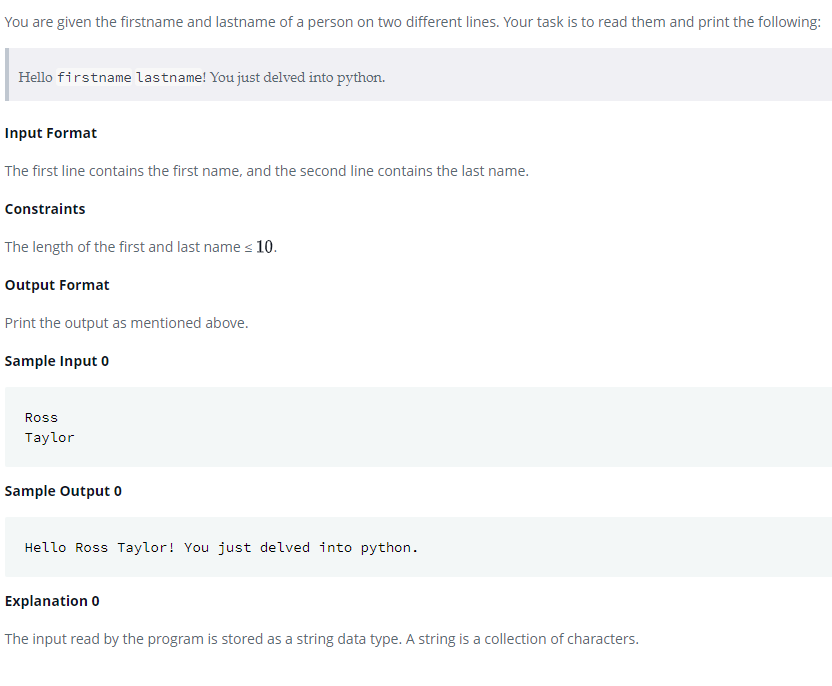 You are given the firstname and lastname of a person on two different lines. Your task is to read them and print the following:
Hello firstname lastname! You just delved into python.
Input Format
The first line contains the first name, and the second line contains the last name.
Constraints
The length of the first and last name ≤ 10.
Output Format
Print the output as mentioned above.
Sample Input 0
Ross
Taylor
Sample Output 0
Hello Ross Taylor! You just delved into python.
Explanation 0
The input read by the program is stored as a string data type. A string is a collection of characters.